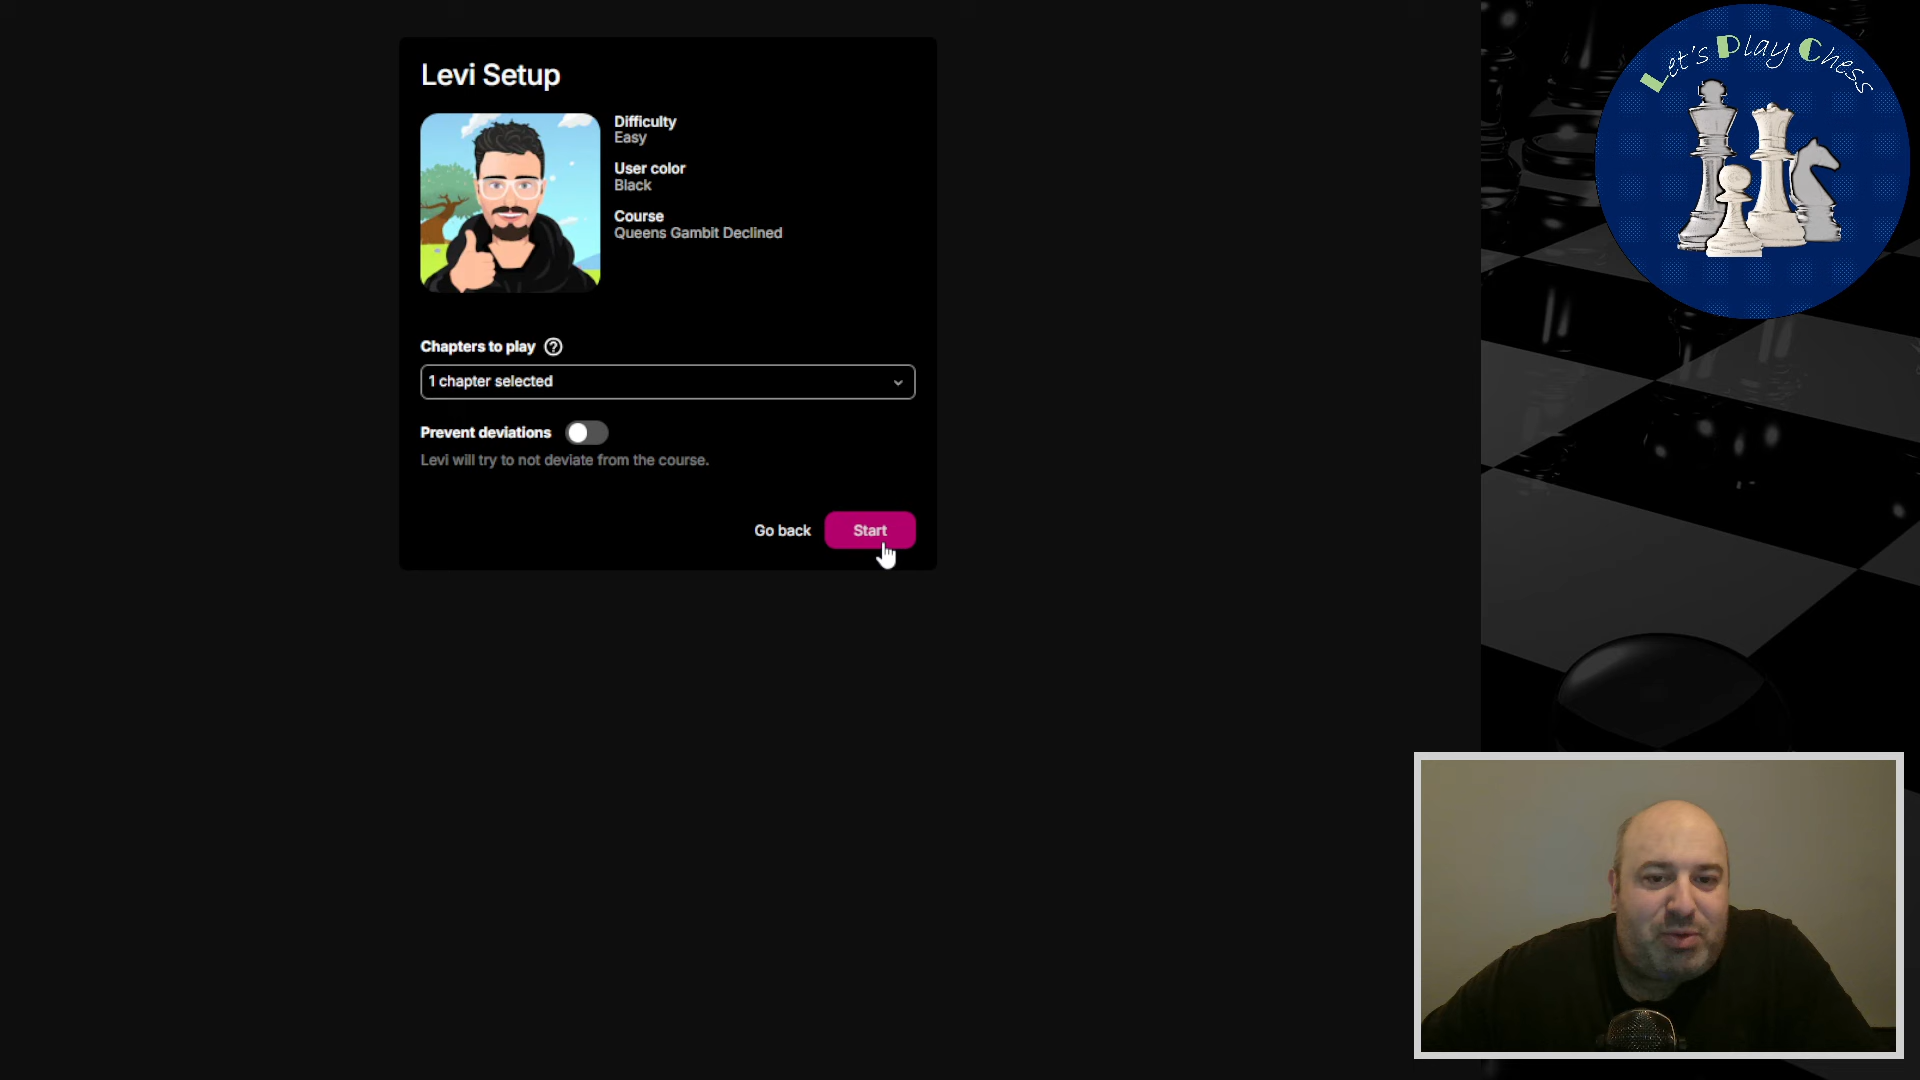 Levi Setup
Difficulty
Easy
User color
Black
Course
Queens Gambit Declined
Chapters to play ?
1 chapter selected
Prevent deviations
Levi will try to not deviate from the course.
Go back
Start
Let's Play Chess